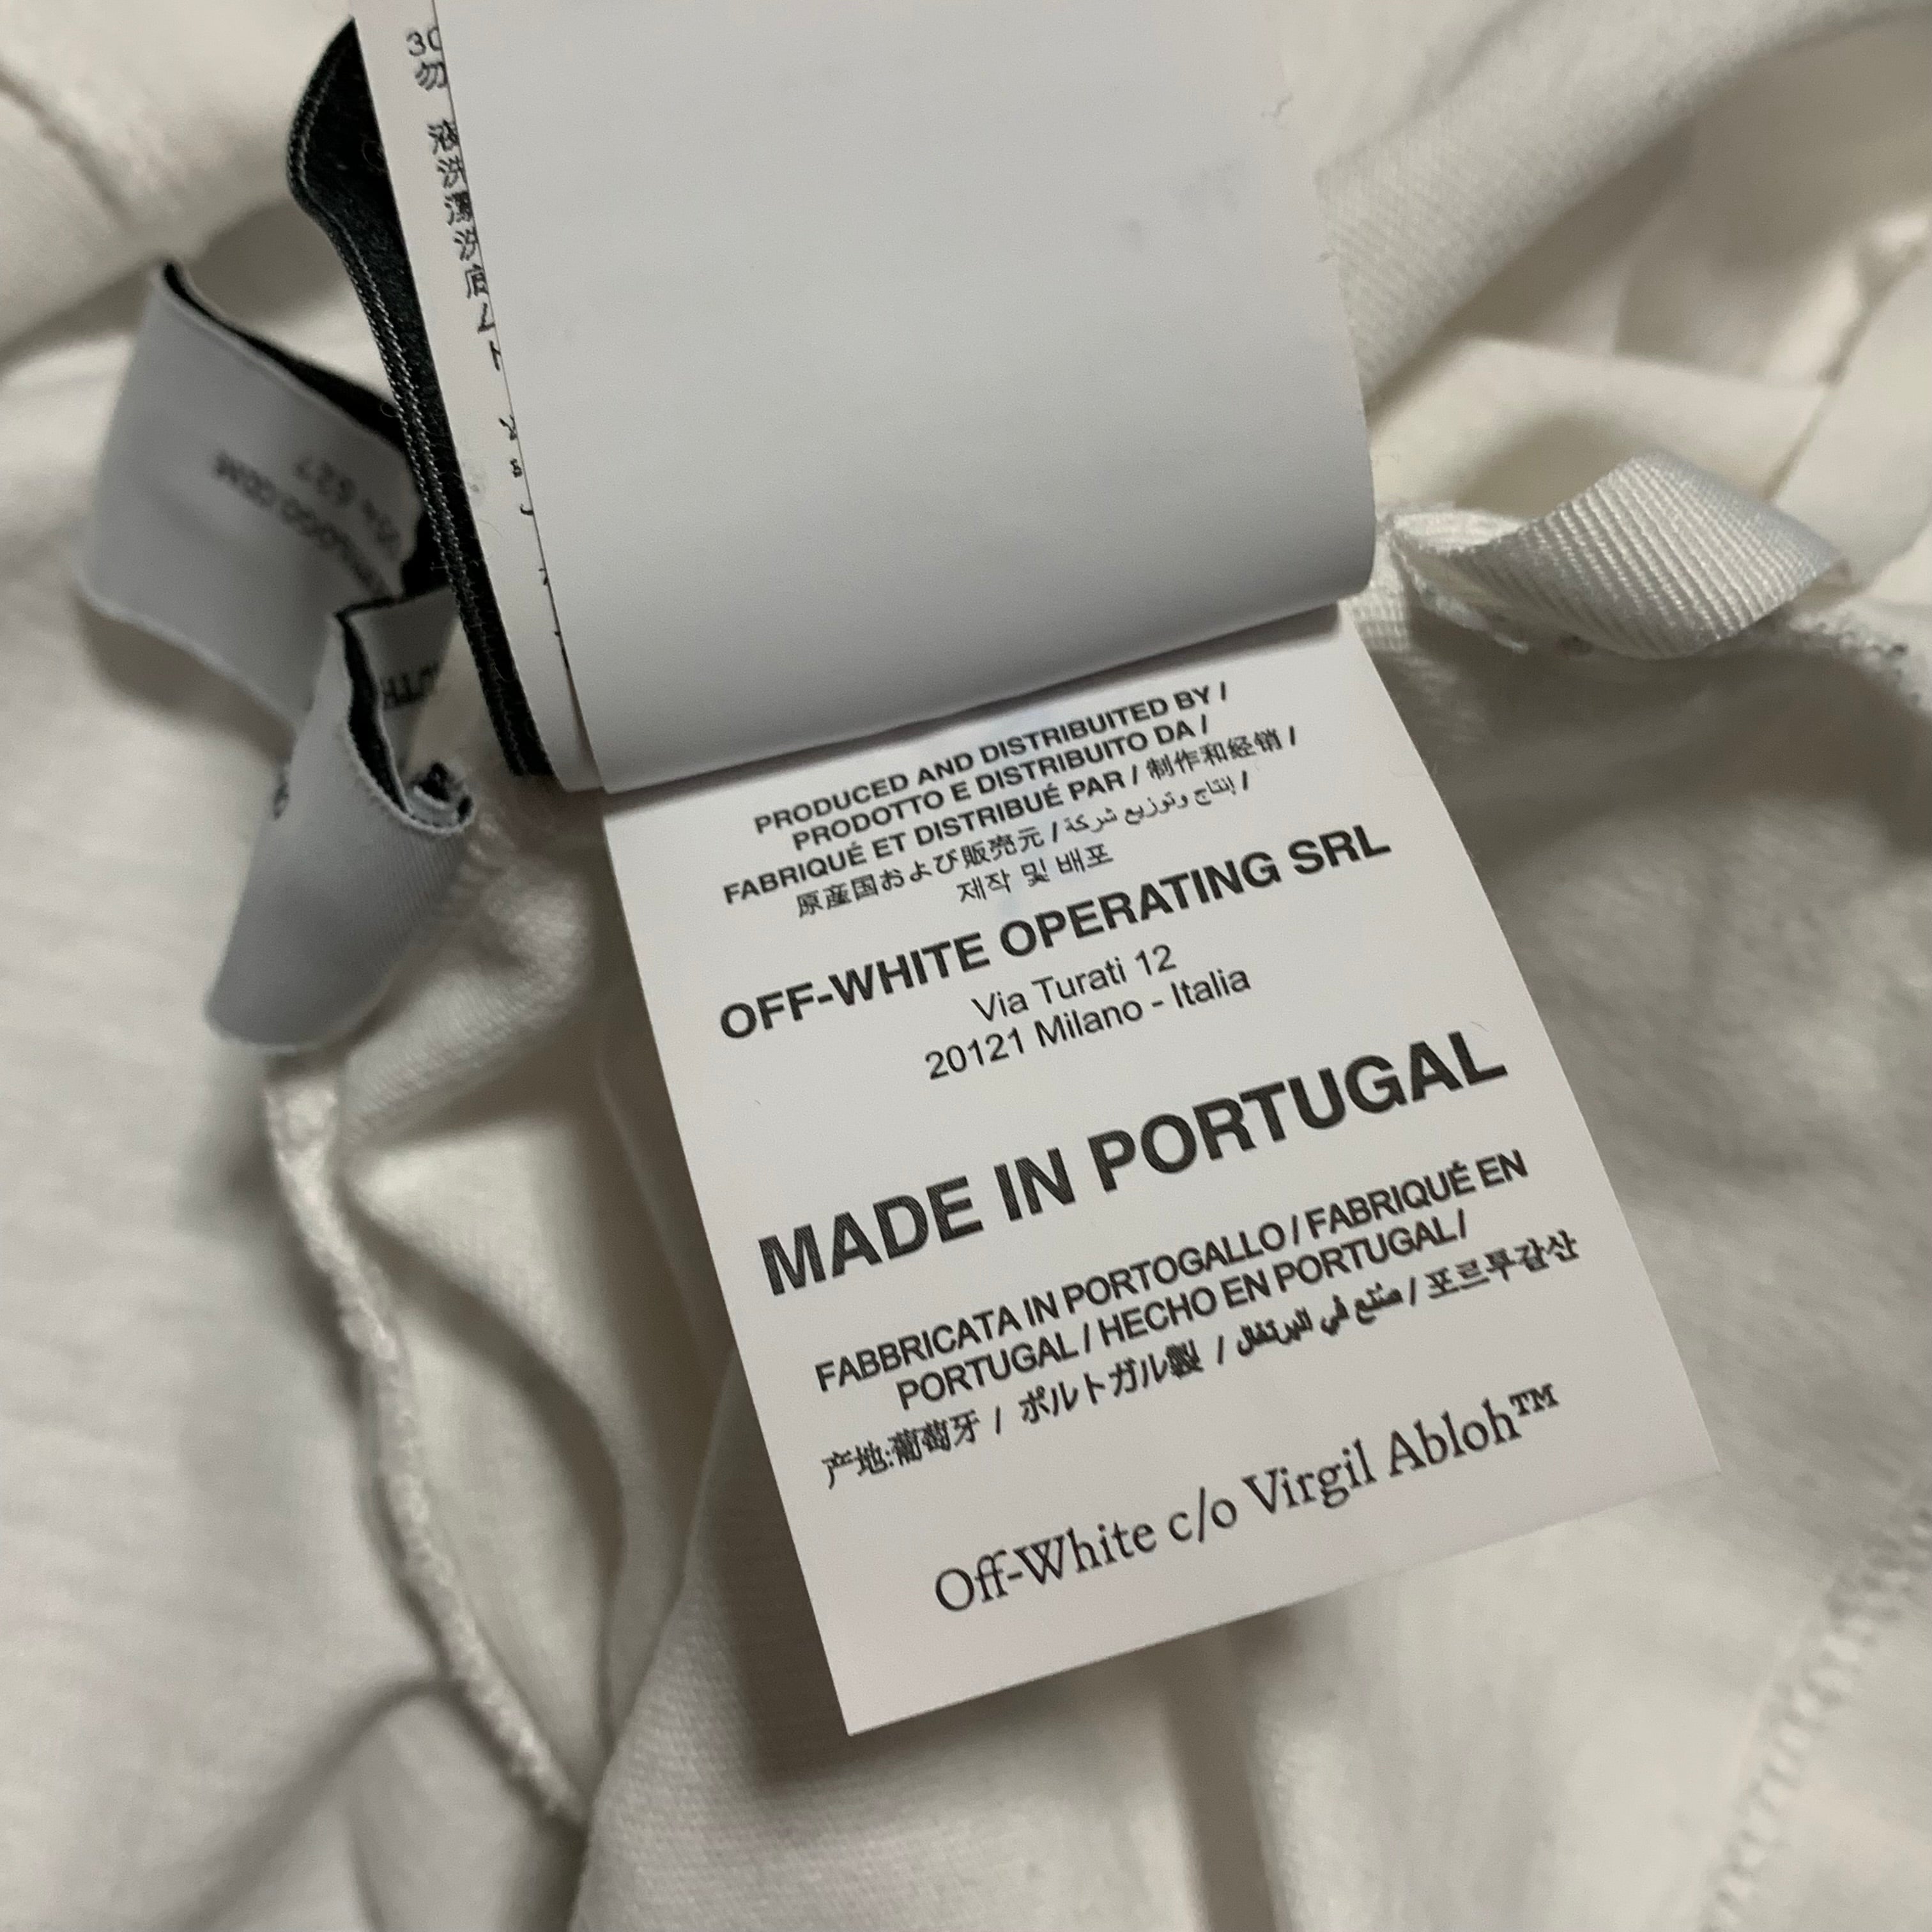 PRODUCED AND DISTRIBUITED BY /
PRODOTTO E DISTRIBUITO DA /
FABRIQUÉ ET DISTRIBUÉ PAR / 制作和经销 /
原産国および販売元 / إنتاج وتوزيع شركة /
제작 및 배포
OFF-WHITE OPERATING SRL
Via Turati 12
20121 Milano - Italia
MADE IN PORTUGAL
FABBRICATA IN PORTOGALLO / FABRIQUÉ EN
PORTUGAL / HECHO EN PORTUGAL /
产地:葡萄牙 / ポルトガル製 / صنع في البرتغال / 포르투갈산
Off-White c/o Virgil Abloh™